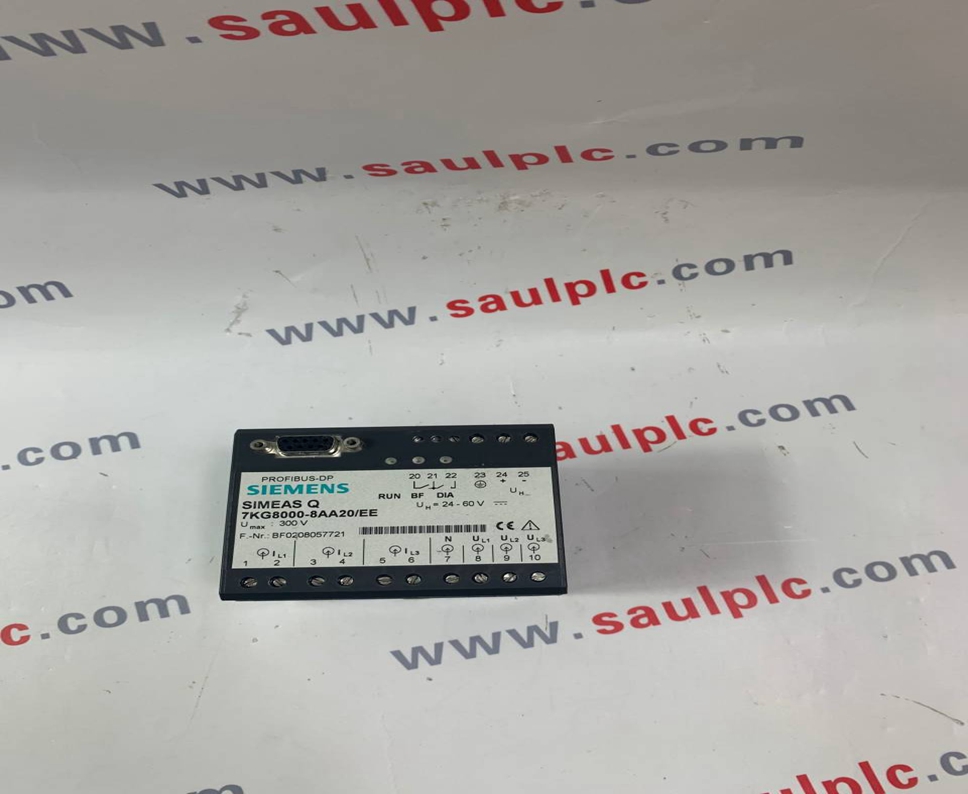 www.saulplc.
www.saulplc.com
om
www.saulplc.com
.com
saulplc.com
PROFIBUS-DP
SIEMENS
SIMEAS Q
7KG8000-8AA20/EE
Umax : 300 V
F.-Nr.: BF0208057721
20 21 22 23 24 25
+ -
RUN BF DIA
UH
UH = 24 - 60 V
CE
N UL1 UL2 UL3
IL1 IL2 IL3
1 2 3 4 5 6 7 8 9 10
c.com
www.saulplc.com
ulplc.c